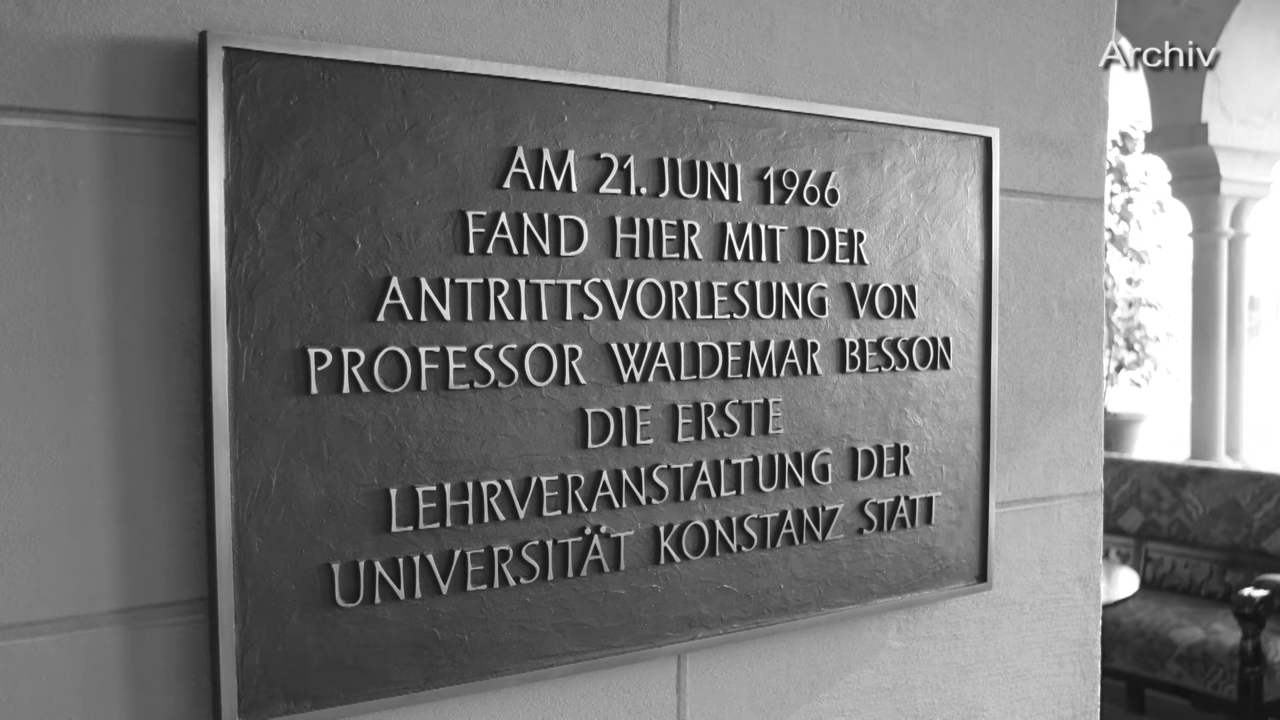 Archiv
AM 21. JUNI 1966
FAND HIER MIT DER
ANTRITTSVORLESUNG VON
PROFESSOR WALDEMAR BESSON
DIE ERSTE
LEHRVERANSTALTUNG DER
UNIVERSITÄT KONSTANZ STATT